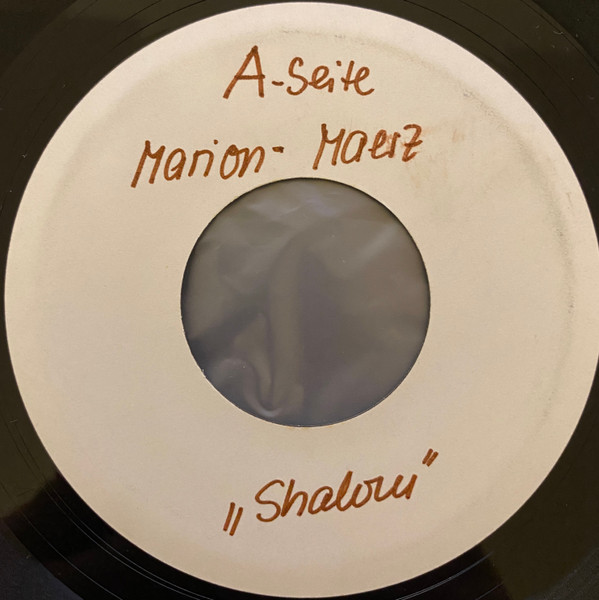 A-Seite
Marion- Maerz
„Shalom"